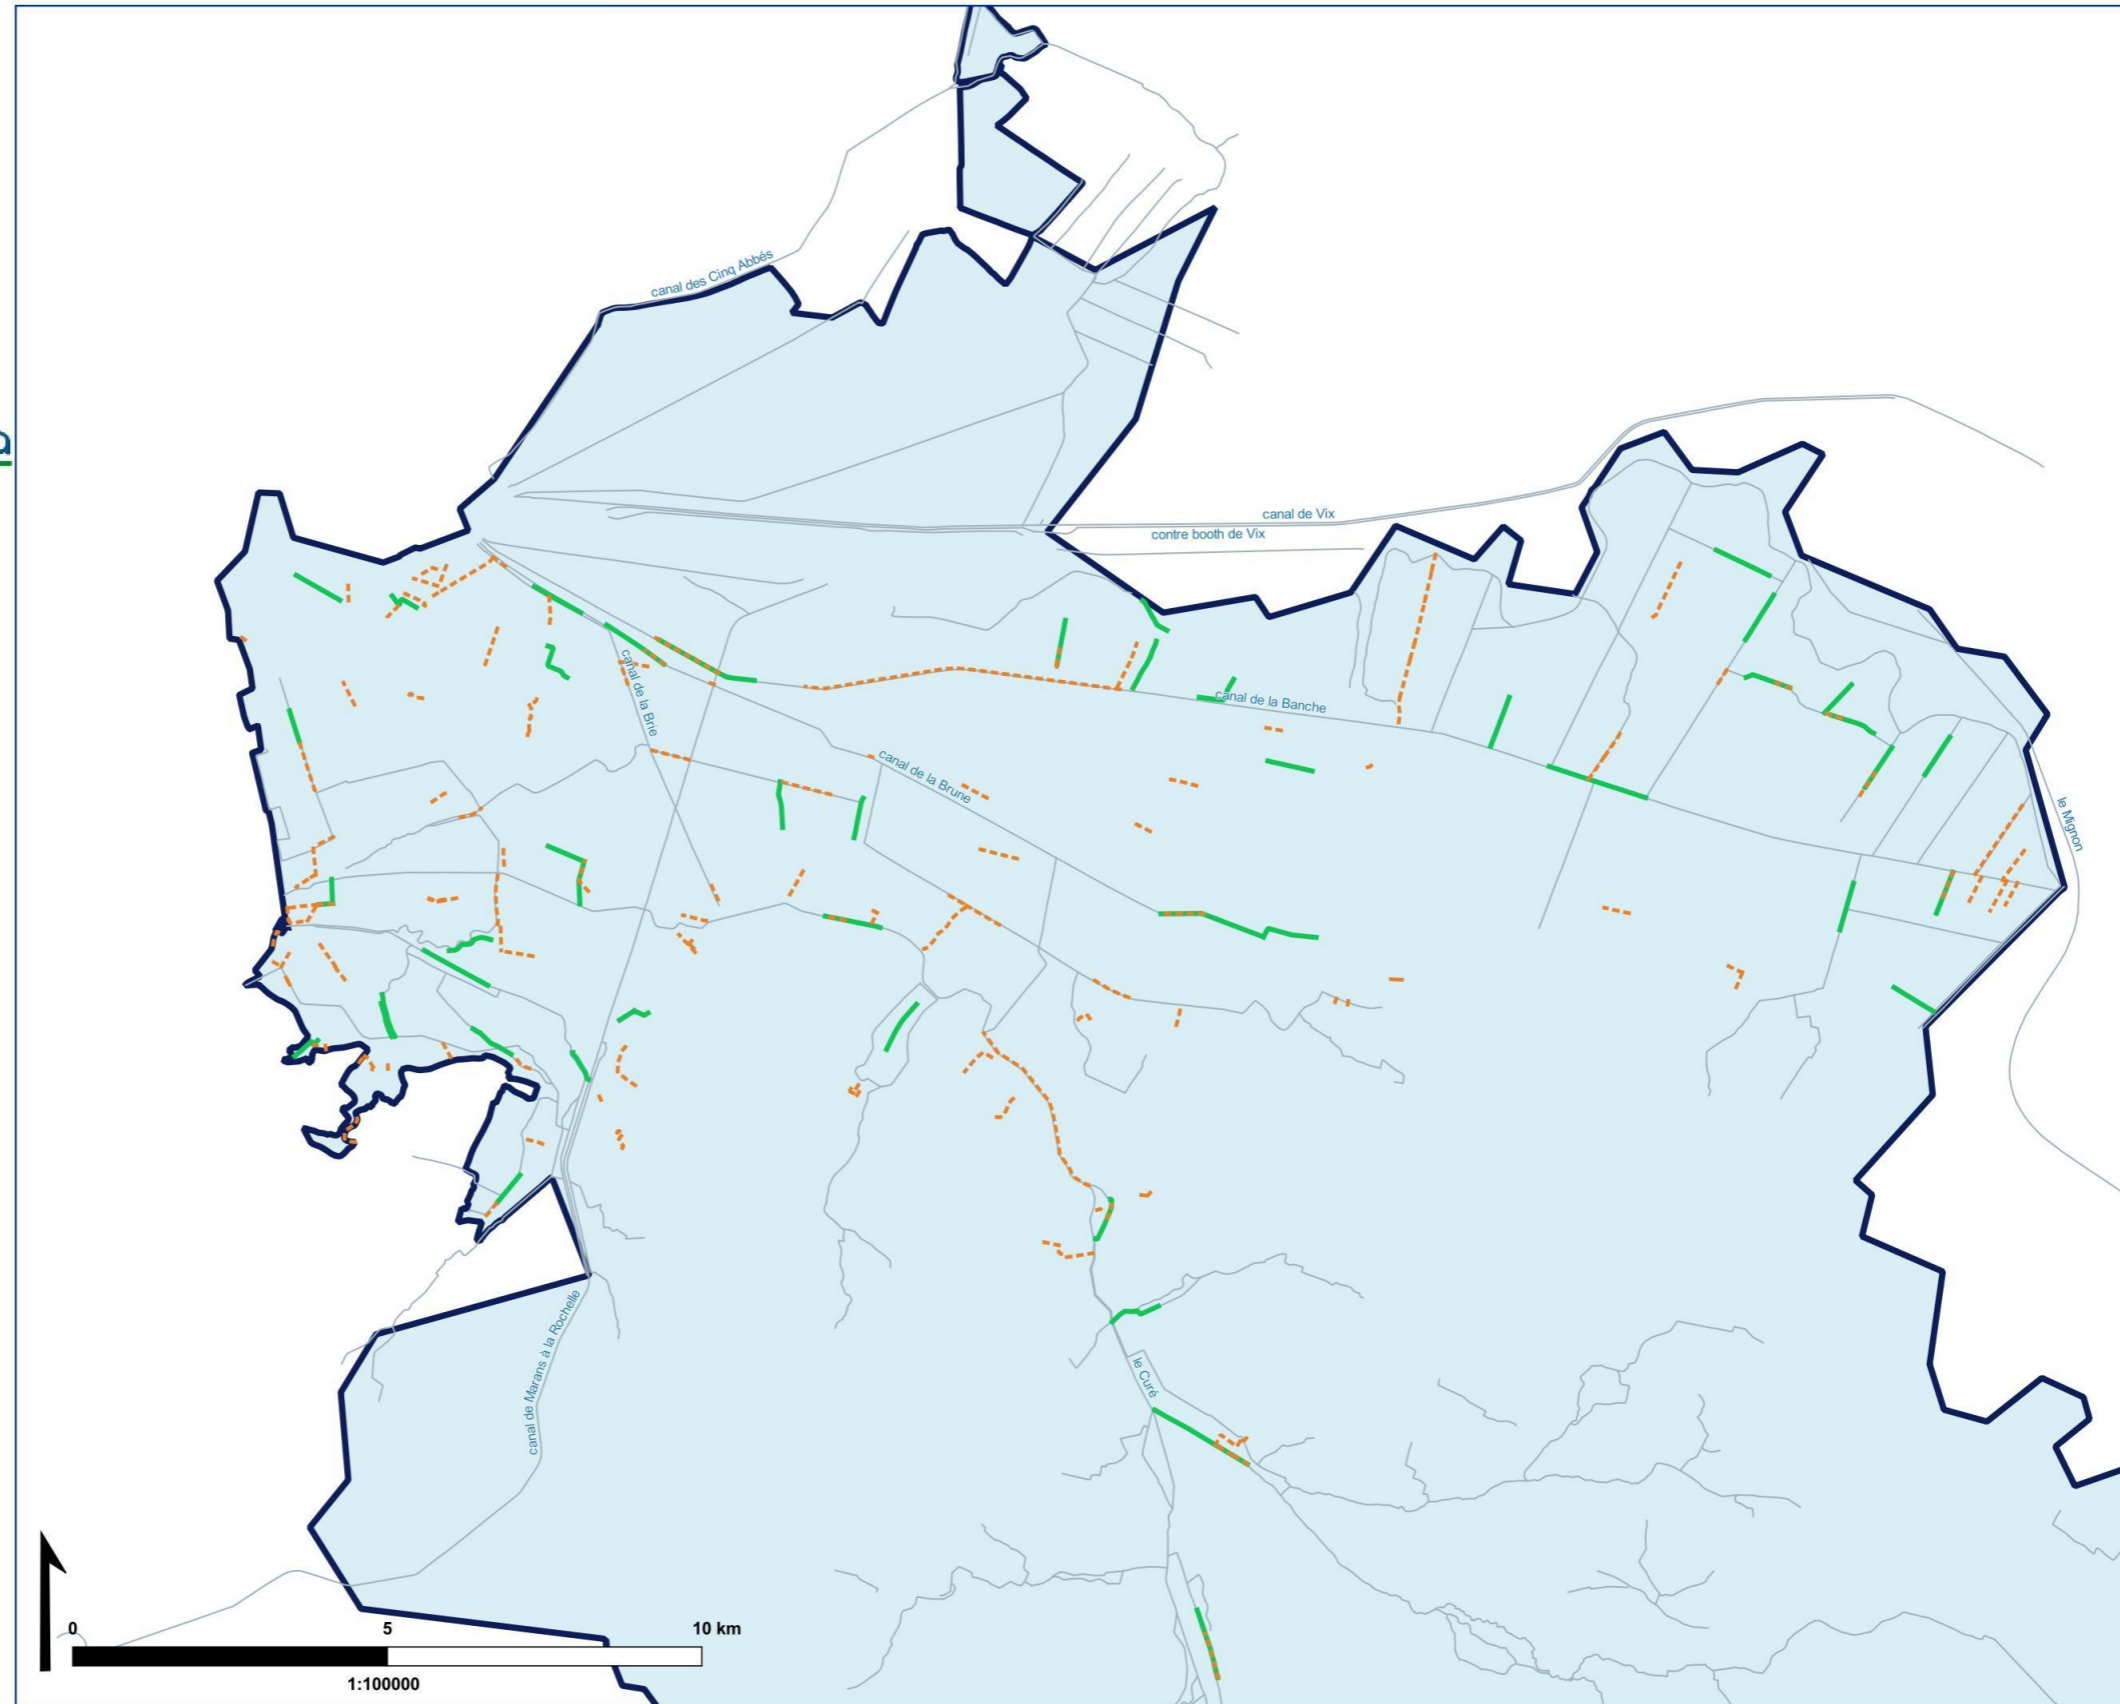 canal des Cinq Abbés
canal de Vix
contre booth de Vix
canal de la Brie
canal de la Banche
canal de la Brune
le Mignon
canal de Marans à la Rochelle
le Curé
0 5 10 km
1:100000